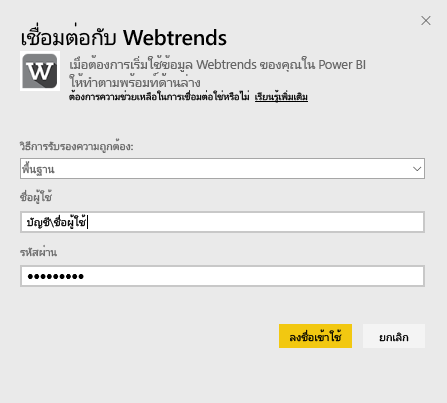 เชื่อมต่อกับ Webtrends
W
เมื่อต้องการเริ่มใช้ข้อมูล Webtrends ของคุณใน Power BI
ให้ทำตามพร้อมท์ด้านล่าง
ต้องการความช่วยเหลือในการเชื่อมต่อใช่หรือไม่ เรียนรู้เพิ่มเติม
วิธีการรับรองความถูกต้อง:
พื้นฐาน
ชื่อผู้ใช้
บัญชี\ชื่อผู้ใช้
รหัสผ่าน
●●●●●●●●●
ลงชื่อเข้าใช้ ยกเลิก